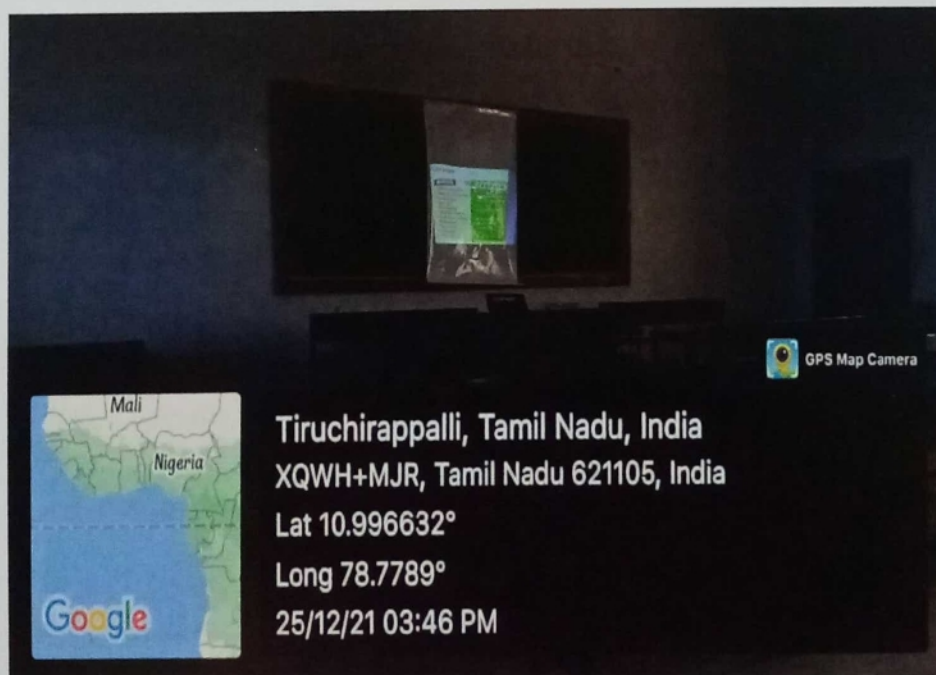 GPS Map Camera
Mali
Nigeria
Google
Tiruchirappalli, Tamil Nadu, India
XQWH+MJR, Tamil Nadu 621105, India
Lat 10.996632°
Long 78.7789°
25/12/21 03:46 PM